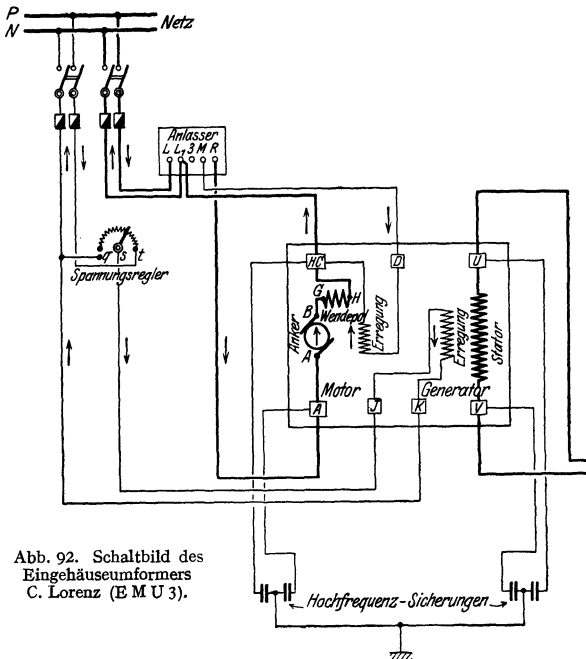 P
N
Netz
Anlasser
L L₁ 3 M R
q s t
Spannungsregler
HC
D
U
G
H
B
Wendepol
Anker
Erregung
Erregung
Stator
A
Motor
Generator
A
J
K
V
Abb. 92. Schaltbild des
Eingehäuseumformers
C. Lorenz (E M U 3).
Hochfrequenz-Sicherungen